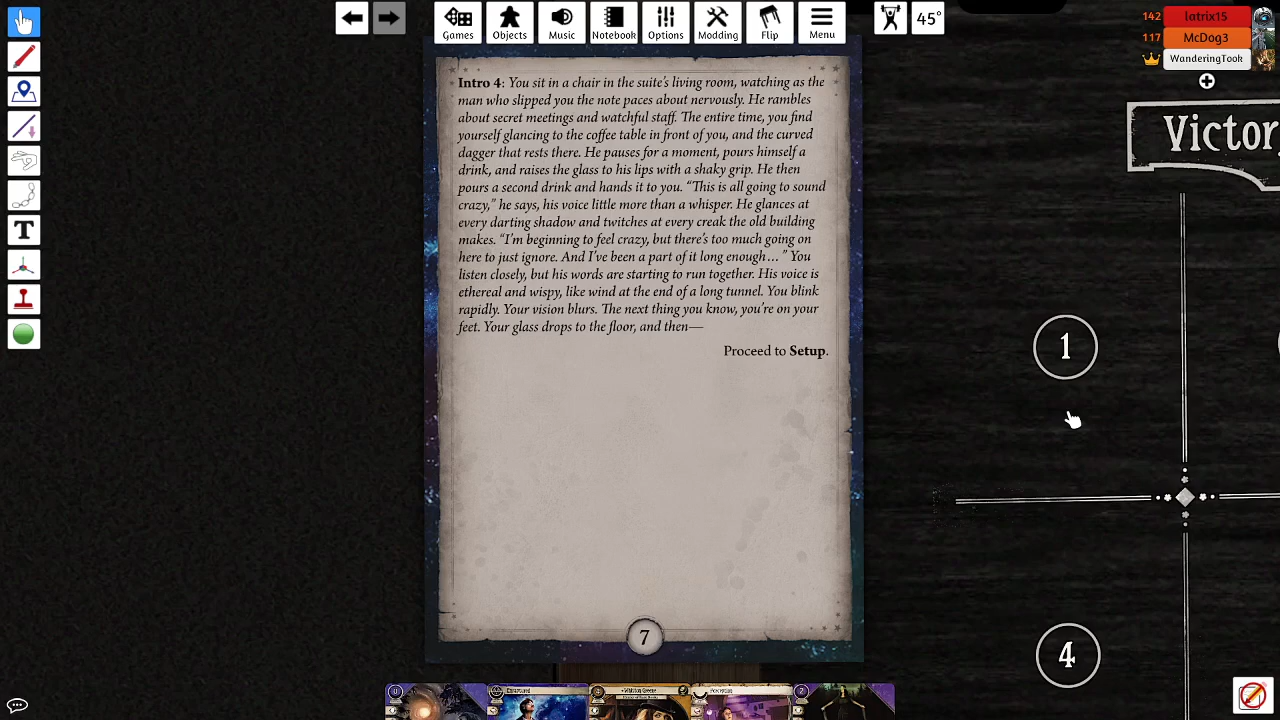 Games
Objects
Music
Notebook
Options
Modding
Flip
Menu
45°
142 latrix15
117 McDog3
WanderingTook
Intro 4: You sit in a chair in the suite's living room, watching as the
man who slipped you the note paces about nervously. He rambles
about secret meetings and watchful staff. The entire time, you find
yourself glancing to the coffee table in front of you, and the curved
dagger that rests there. He pauses for a moment, pours himself a
drink, and raises the glass to his lips with a shaky grip. He then
pours a second drink and hands it to you. “This is all going to sound
crazy,” he says, his voice little more than a whisper. He glances at
every darting shadow and twitches at every creak the old building
makes. “I'm beginning to feel crazy, but there's too much going on
here to just ignore. And I've been a part of it long enough… ” You
listen closely, but his words are starting to run together. His voice is
ethereal and wispy, like wind at the end of a long tunnel. You blink
rapidly. Your vision blurs. The next thing you know, you're on your
feet. Your glass drops to the floor, and then—
Proceed to Setup.
7
Victor
1
4
T
Enraptured
Whitton Greene
Perception